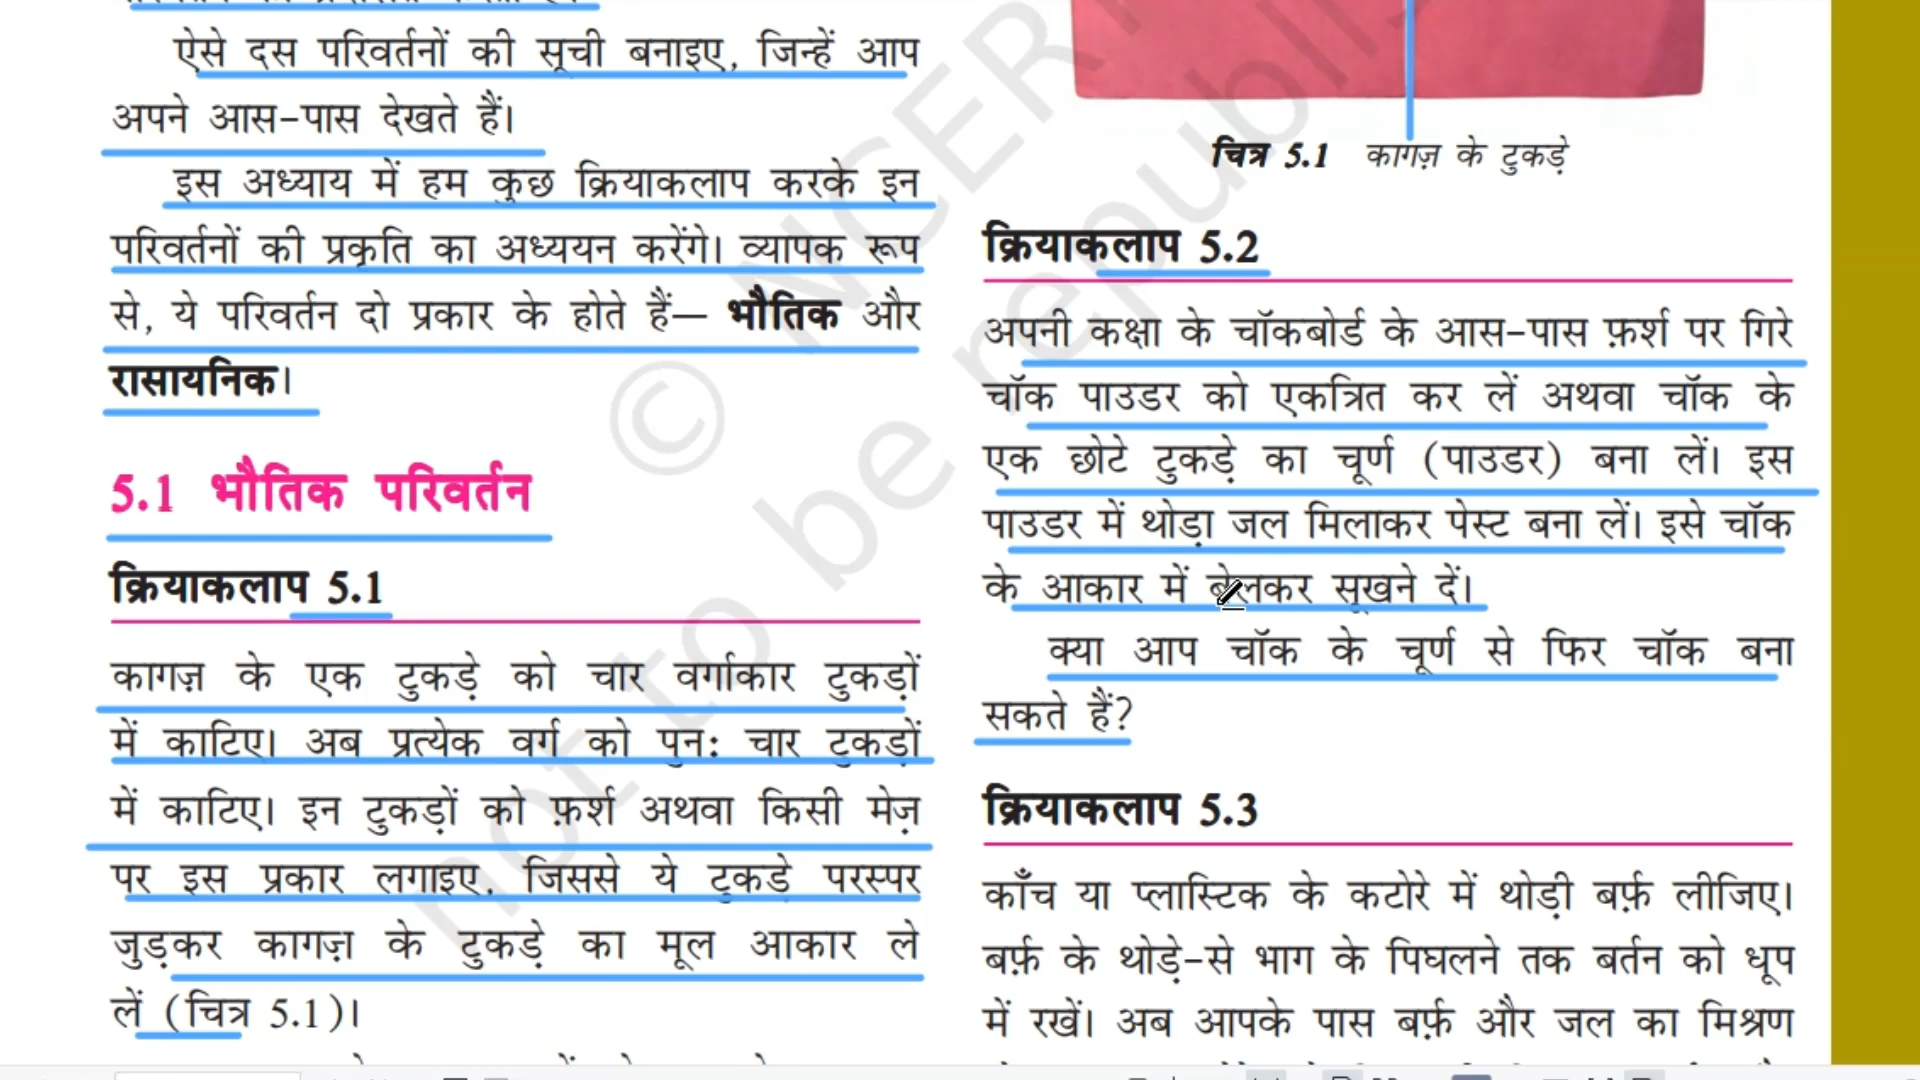 ऐसे दस परिवर्तनों की सूची बनाइए, जिन्हें आप
अपने आस-पास देखते हैं।
इस अध्याय में हम कुछ क्रियाकलाप करके इन
परिवर्तनों की प्रकृति का अध्ययन करेंगे। व्यापक रूप
से, ये परिवर्तन दो प्रकार के होते हैं— भौतिक और
रासायनिक।
5.1 भौतिक परिवर्तन
क्रियाकलाप 5.1
कागज़ के एक टुकड़े को चार वर्गाकार टुकड़ों
में काटिए। अब प्रत्येक वर्ग को पुनः चार टुकड़ों
में काटिए। इन टुकड़ों को फ़र्श अथवा किसी मेज़
पर इस प्रकार लगाइए, जिससे ये टुकड़े परस्पर
जुड़कर कागज़ के टुकड़े का मूल आकार ले
लें (चित्र 5.1)।
चित्र 5.1 कागज़ के टुकड़े
क्रियाकलाप 5.2
अपनी कक्षा के चॉकबोर्ड के आस-पास फ़र्श पर गिरे
चॉक पाउडर को एकत्रित कर लें अथवा चॉक के
एक छोटे टुकड़े का चूर्ण (पाउडर) बना लें। इस
पाउडर में थोड़ा जल मिलाकर पेस्ट बना लें। इसे चॉक
के आकार में बेलकर सूखने दें।
क्या आप चॉक के चूर्ण से फिर चॉक बना
सकते हैं?
क्रियाकलाप 5.3
काँच या प्लास्टिक के कटोरे में थोड़ी बर्फ़ लीजिए।
बर्फ़ के थोड़े-से भाग के पिघलने तक बर्तन को धूप
में रखें। अब आपके पास बर्फ़ और जल का मिश्रण
© NCER
not to be republi